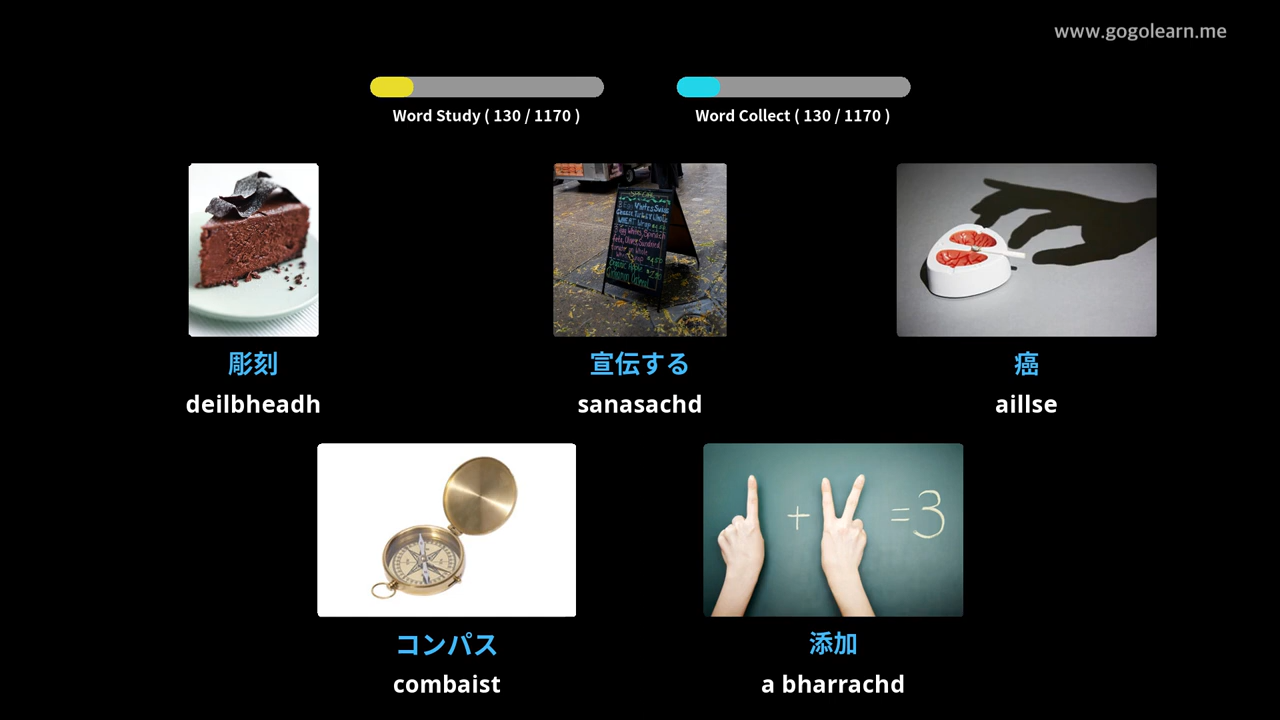 www.gogolearn.me
Word Study ( 130 / 1170 )
Word Collect ( 130 / 1170 )
彫刻
deilbheadh
宣伝する
sanasachd
癌
aillse
+ =3
コンパス
combaist
添加
a bharrachd